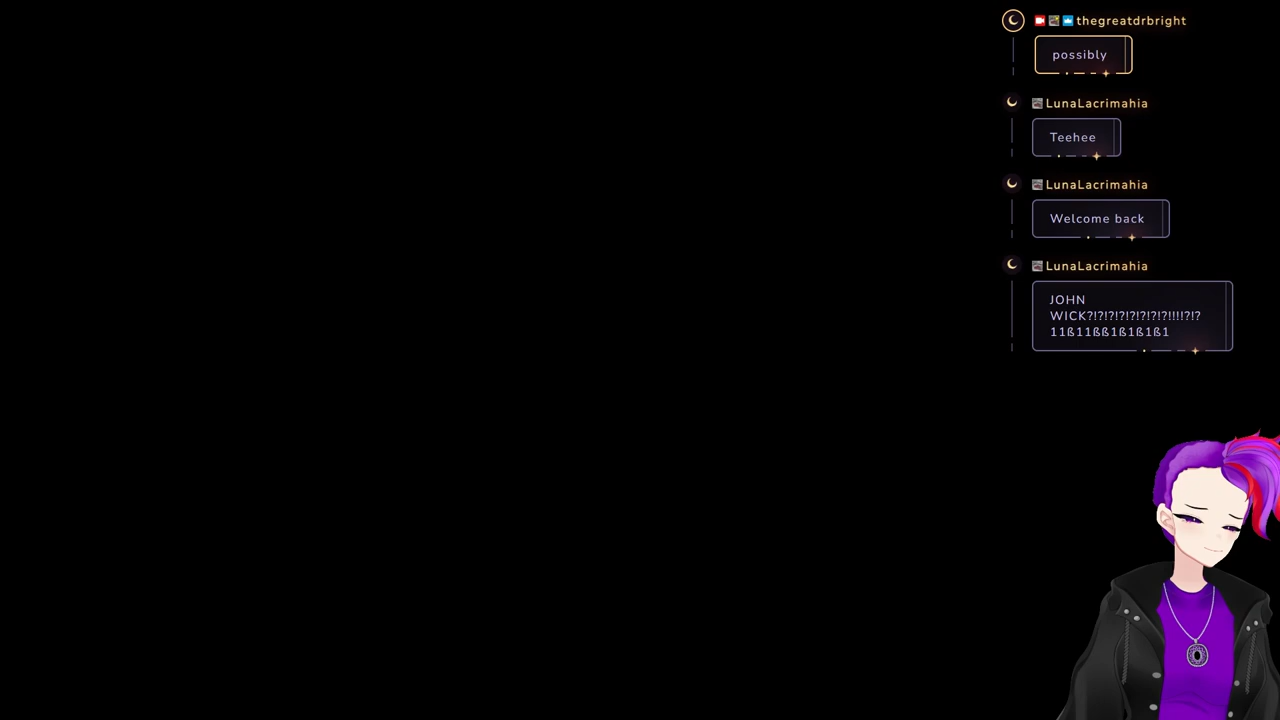 thegreatdrbright
possibly
LunaLacrimahia
Teehee
LunaLacrimahia
Welcome back
LunaLacrimahia
JOHN
WICK?!?!?!?!?!?!?!?!!!!?!?
11ß11ßß1ß1ß1ß1